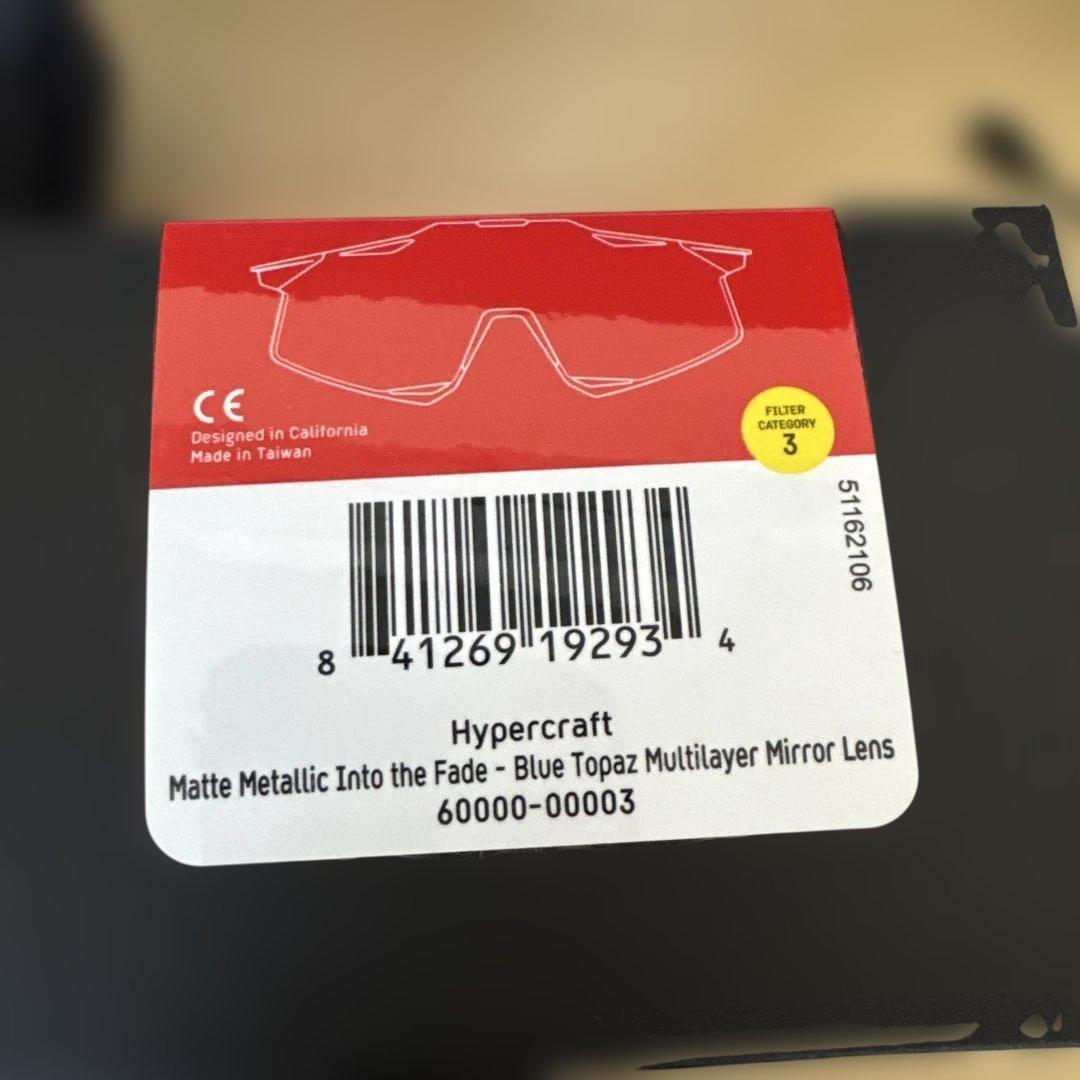 CE
Designed in California
Made in Taiwan
FILTER
CATEGORY
3
51162106
8 41269 19293 4
Hypercraft
Matte Metallic Into the Fade - Blue Topaz Multilayer Mirror Lens
60000-00003